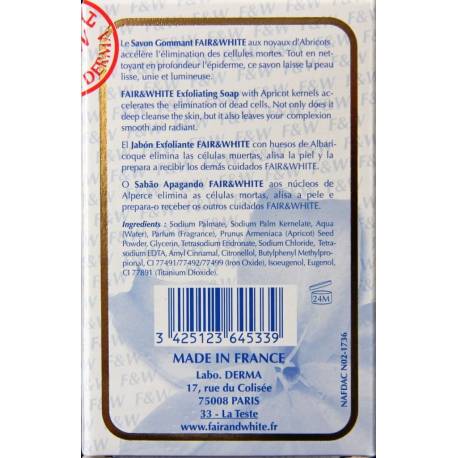 Le Savon Gommant FAIR&WHITE aux noyaux d'Abricots
accélère l'élimination des cellules mortes. Tout en net-
toyant en profondeur l'épiderme, ce savon laisse la peau
lisse, unie et lumineuse.
FAIR&WHITE Exfoliating Soap with Apricot kernels ac-
celerates the elimination of dead cells. Not only does it
deep cleanse the skin, but it also leaves your complexion
smooth and radiant.
El Jabón Exfoliante FAIR&WHITE con huesos de Albari-
coque elimina las células muertas, alisa la piel y la
prepara a recibir los demás cuidados FAIR&WHITE.
O Sabão Apagando FAIR&WHITE aos núcleos de
Alperce elimina as células mortas, alisa a pele e
prepara-o receber os outros cuidados FAIR&WHITE.
Ingredients : Sodium Palmate, Sodium Palm Kernelate, Aqua
(Water), Parfum (Fragrance), Prunus Armeniaca (Apricot) Seed
Powder, Glycerin, Tetrasodium Etidronate, Sodium Chloride, Tetra-
sodium EDTA, Amyl Cinnamal, Citronellol, Butylphenyl Methylpro-
pional, CI 77491/77492/77499 (Iron Oxide), Isoeugenol, Eugenol,
CI 77891 (Titanium Dioxide).
24M
3 425123 645339
MADE IN FRANCE
Labo. DERMA
17, rue du Colisée
75008 PARIS
33 - La Teste
www.fairandwhite.fr
NAFDAC N02-1736
DERMA
F&W